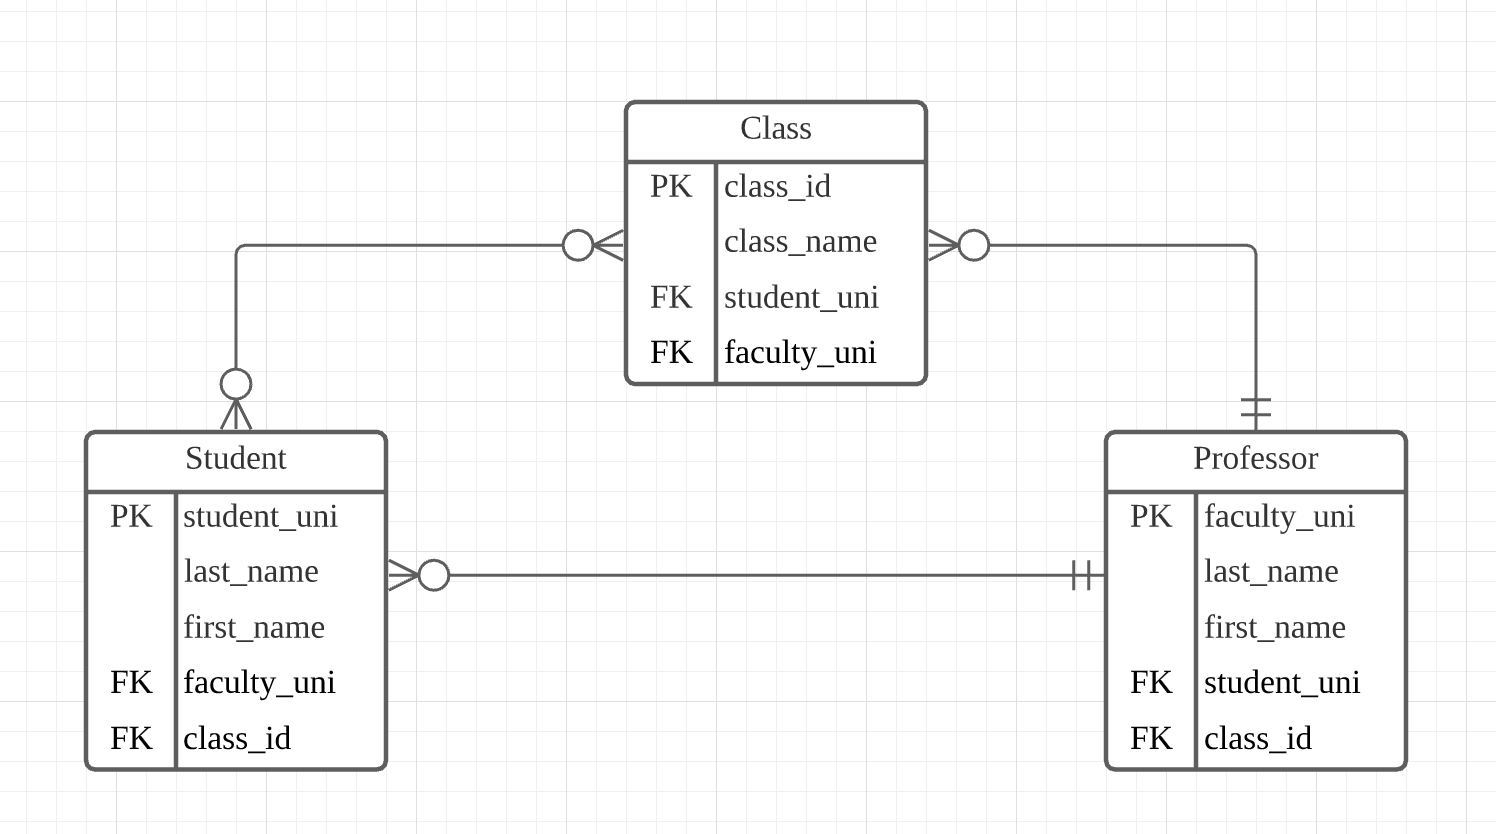 Class
PK class_id
class_name
FK student_uni
FK faculty_uni
Student
PK student_uni
last_name
first_name
FK faculty_uni
FK class_id
Professor
PK faculty_uni
last_name
first_name
FK student_uni
FK class_id